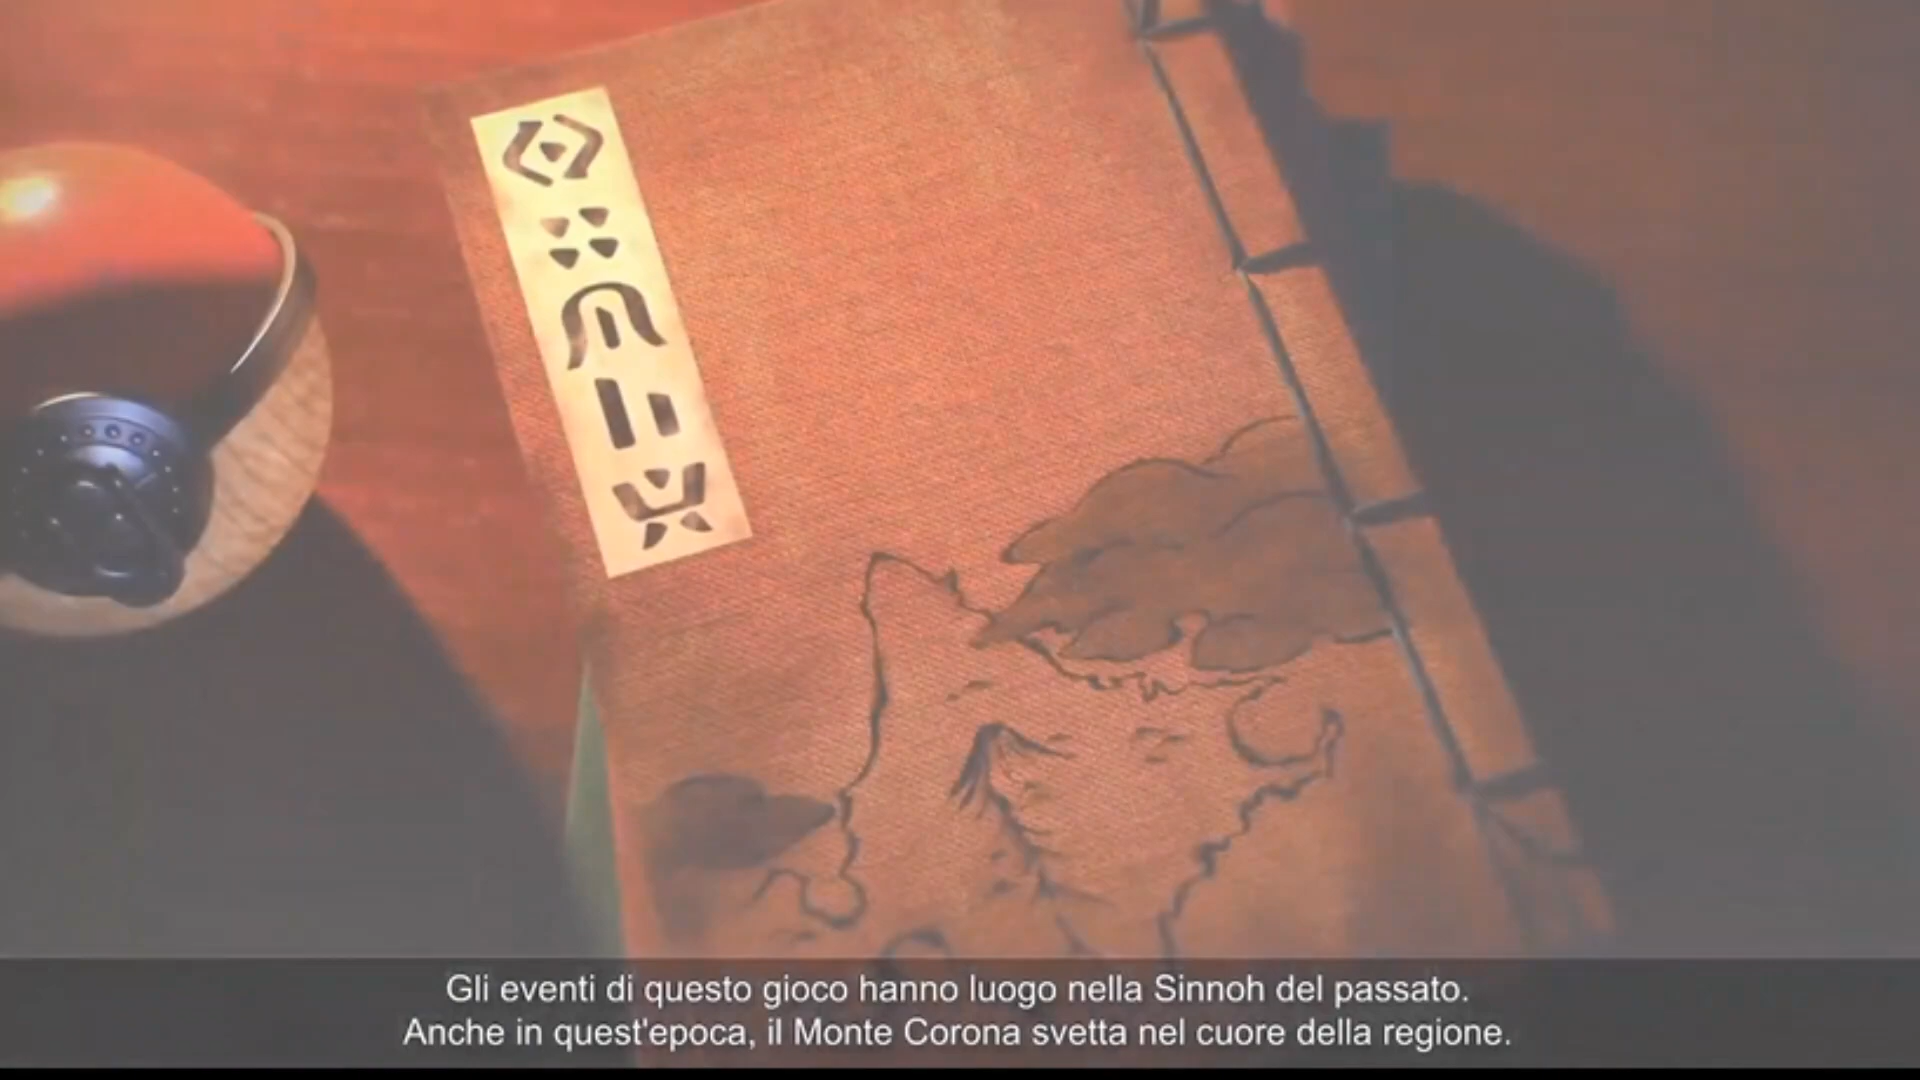 Gli eventi di questo gioco hanno luogo nella Sinnoh del passato.
Anche in quest'epoca, il Monte Corona svetta nel cuore della regione.